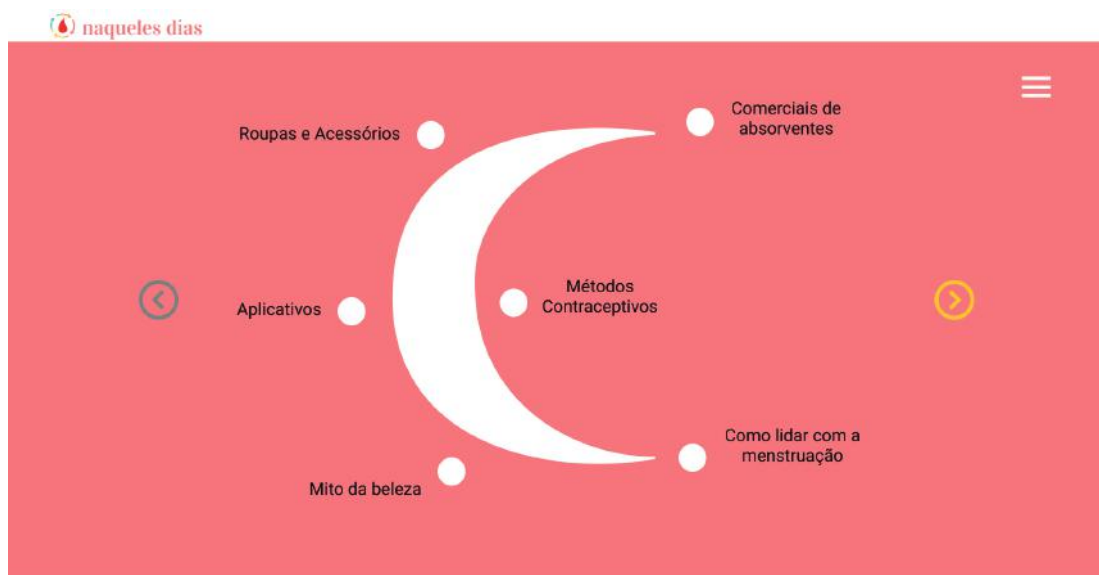 naqueles dias
Comerciais de
absorventes
Roupas e Acessórios
Métodos
Contraceptivos
Aplicativos
Como lidar com a
menstruação
Mito da beleza